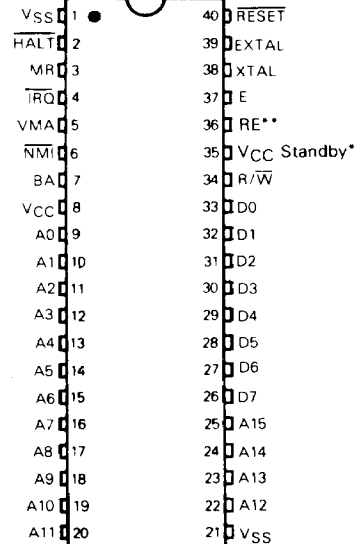 VSS 1 40 RESET
HALT 2 39 EXTAL
MR 3 38 XTAL
IRQ 4 37 E
VMA 5 36 RE**
NMI 6 35 VCC Standby*
BA 7 34 R/W
VCC 8 33 D0
A0 9 32 D1
A1 10 31 D2
A2 11 30 D3
A3 12 29 D4
A4 13 28 D5
A5 14 27 D6
A6 15 26 D7
A7 16 25 A15
A8 17 24 A14
A9 18 23 A13
A10 19 22 A12
A11 20 21 VSS